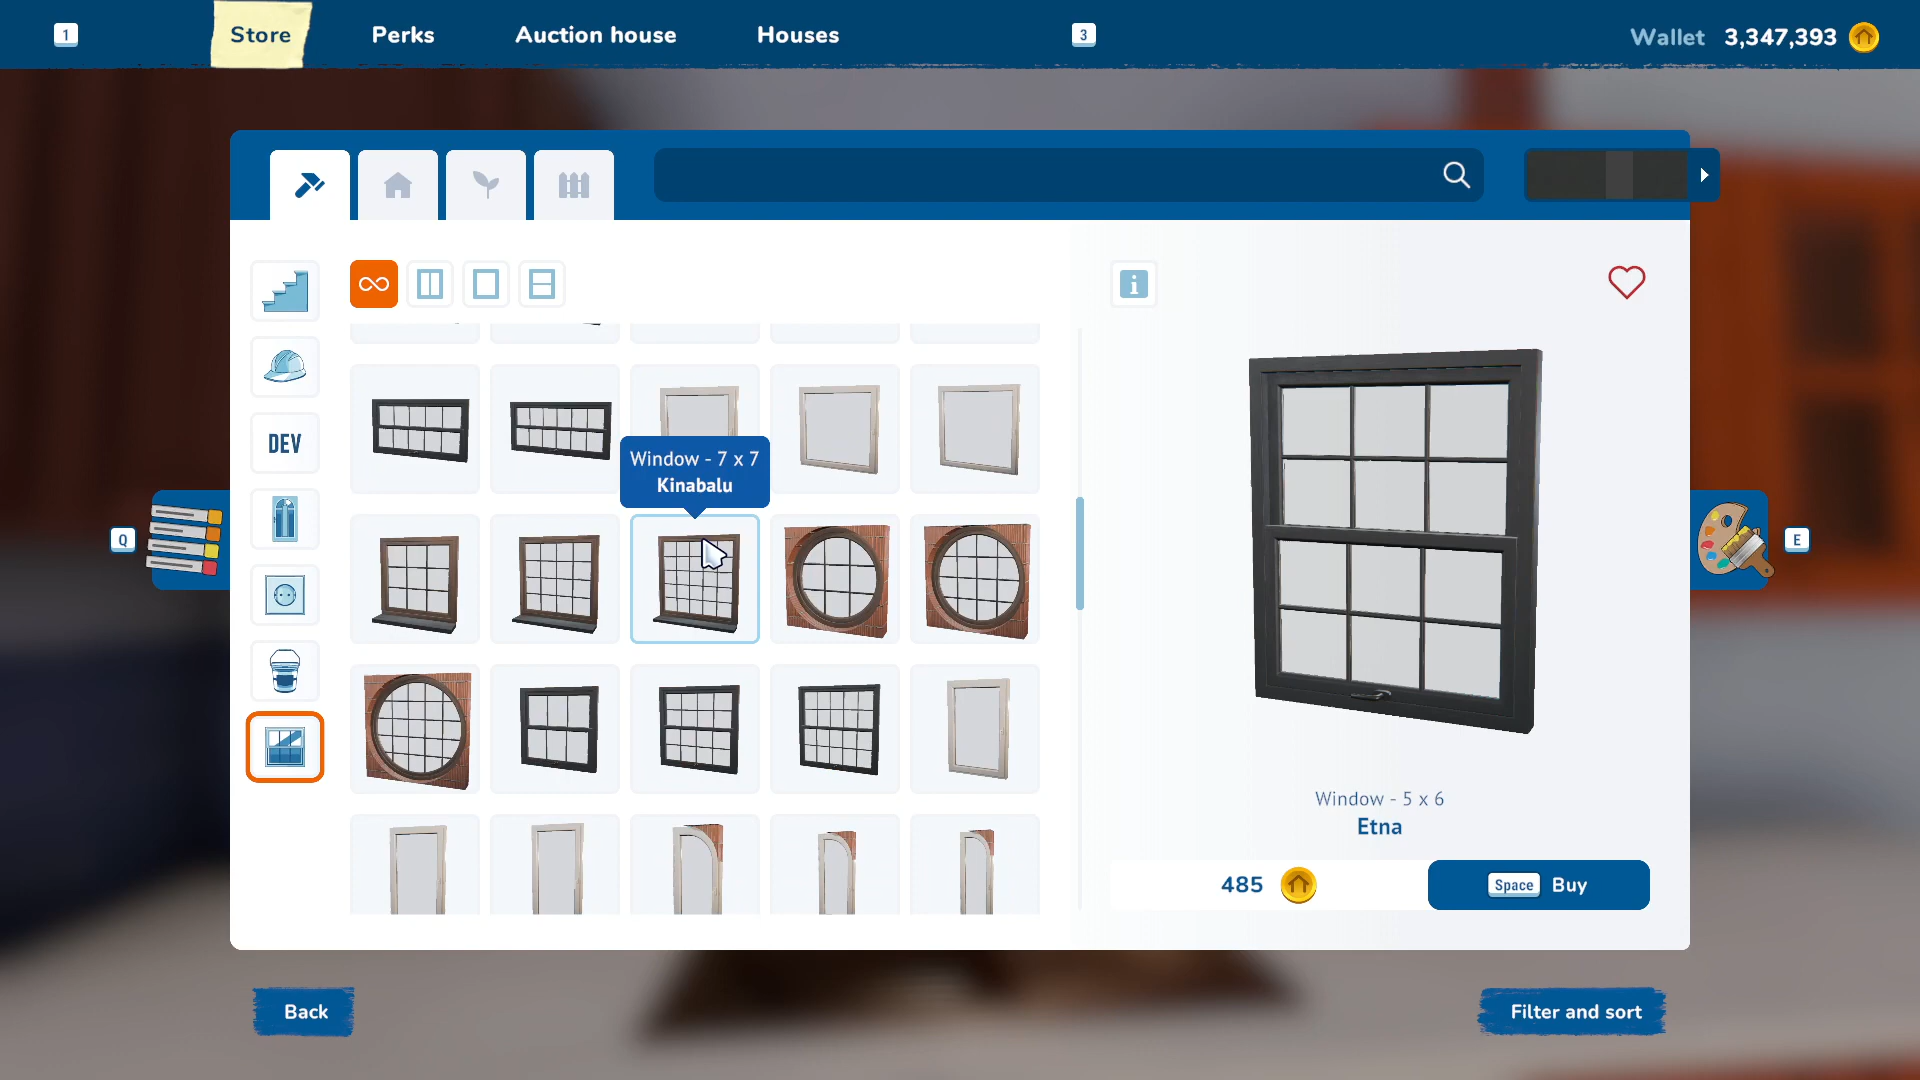 1
Store
Perks
Auction house
Houses
3
Wallet 3,347,393
DEV
Q
E
Window - 7 x 7
Kinabalu
i
Window - 5 x 6
Etna
485
Space Buy
Back
Filter and sort